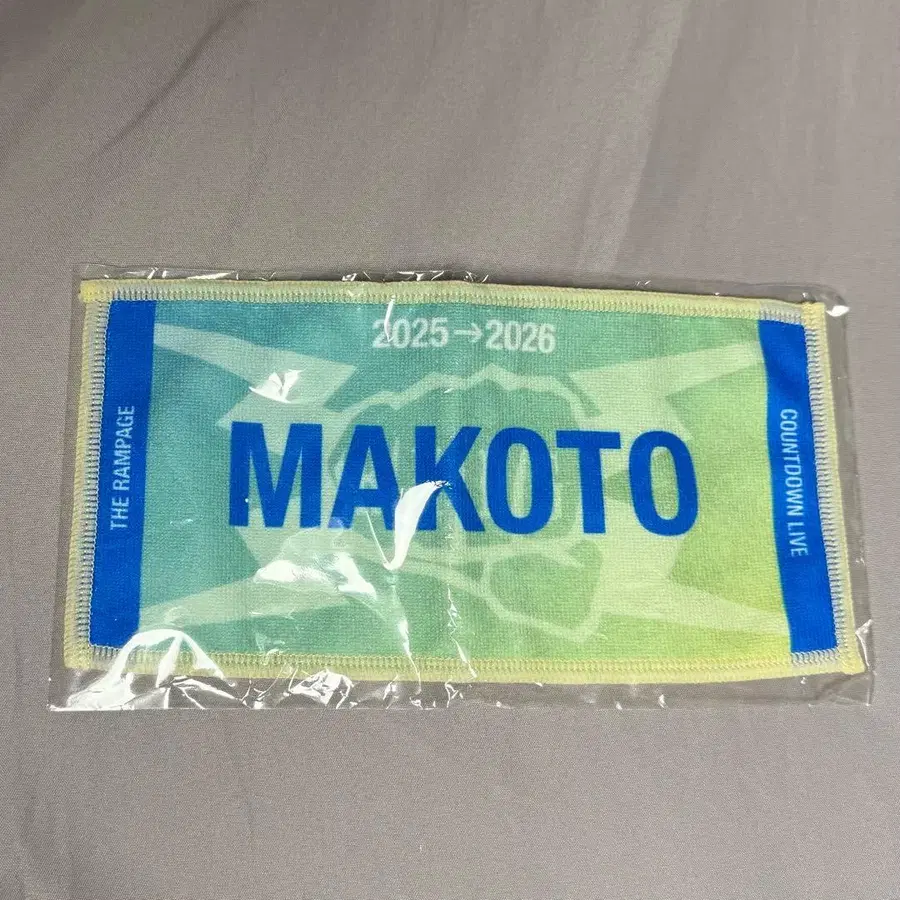 2025→2026
THE RAMPAGE
MAKOTO
COUNTDOWN LIVE